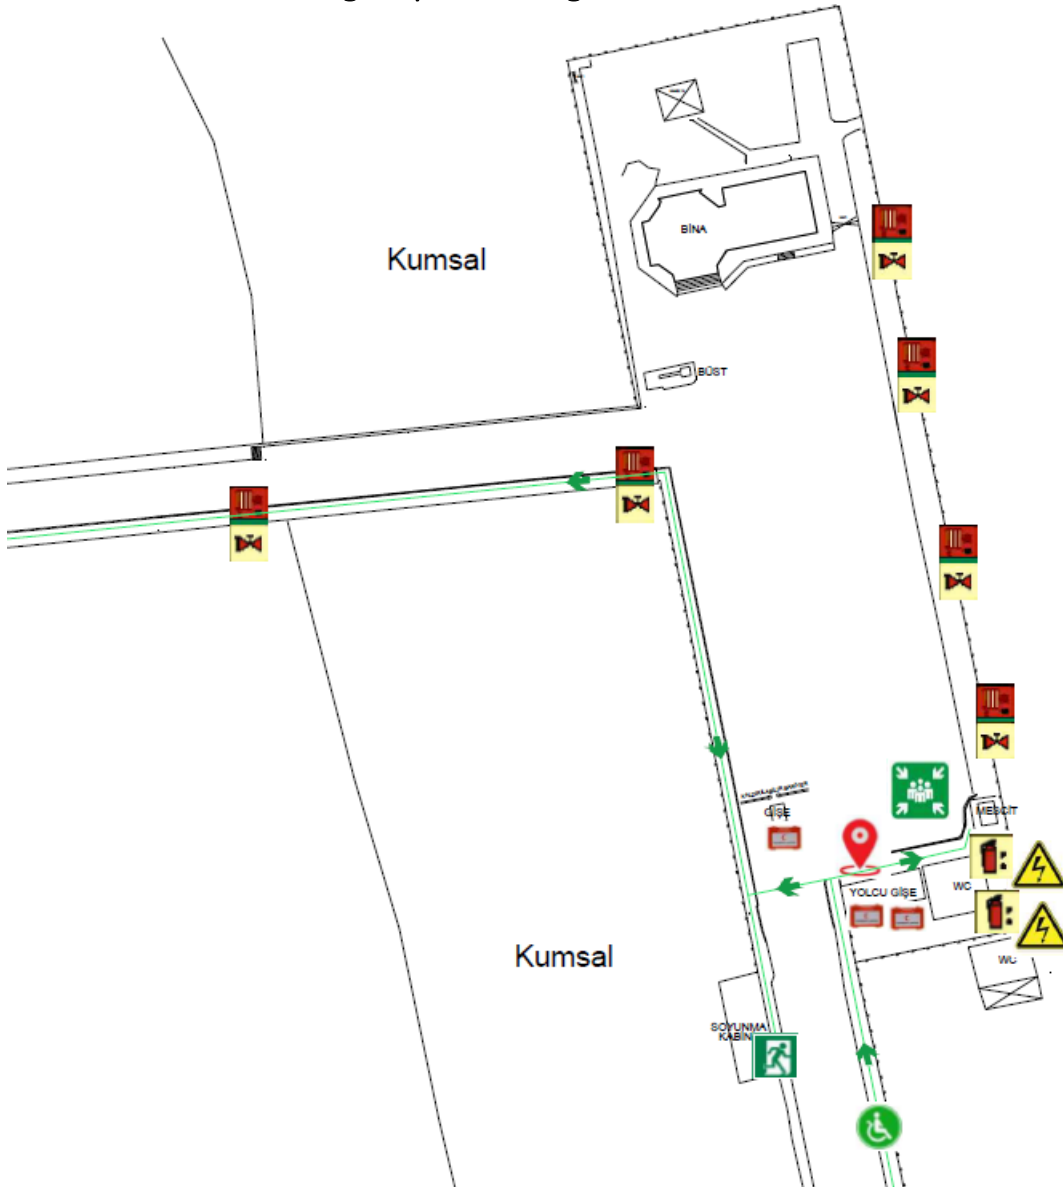 BİNA
Kumsal
BÜST
GİŞE
MESCİT
YOLCU GİŞE
WC
Kumsal
WC
SOYUNMA
KABİN